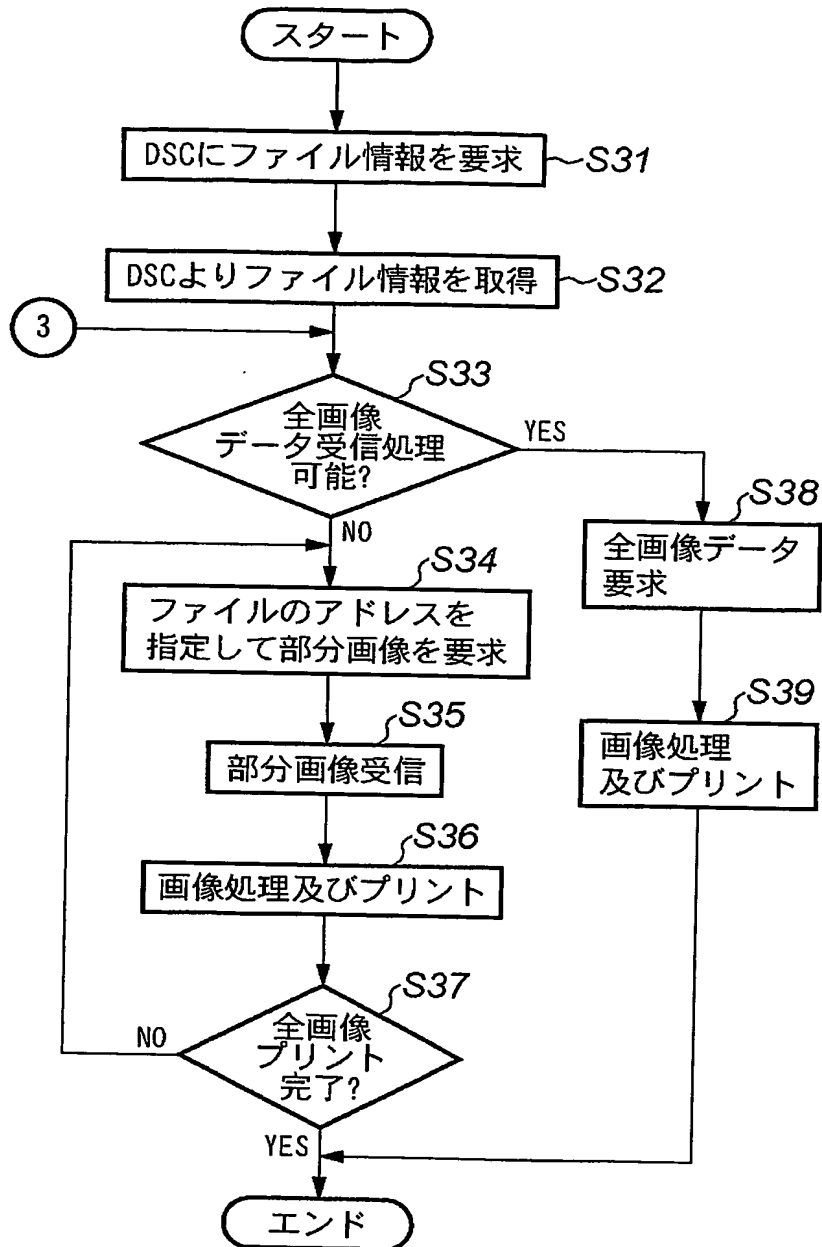 スタート
DSCにファイル情報を要求
S31
DSCよりファイル情報を取得
S32
3
S33
全画像
データ受信処理
可能?
YES
NO
S38
全画像データ
要求
S34
ファイルのアドレスを
指定して部分画像を要求
S39
画像処理
及びプリント
S35
部分画像受信
S36
画像処理及びプリント
S37
全画像
プリント
完了?
NO
YES
エンド